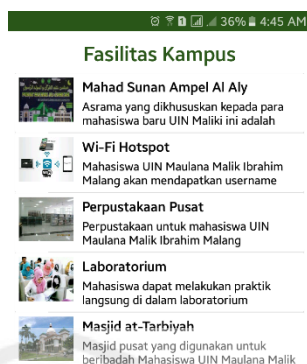 36% 4:45 AM
Fasilitas Kampus
Mahad Sunan Ampel Al Aly
Asrama yang dikhususkan kepada para
mahasiswa baru UIN Maliki ini adalah
Wi-Fi Hotspot
Mahasiswa UIN Maulana Malik Ibrahim
Malang akan mendapatkan username
Perpustakaan Pusat
Perpustakaan untuk mahasiswa UIN
Maulana Malik Ibrahim Malang
Laboratorium
Mahasiswa dapat melakukan praktik
langsung di dalam laboratorium
Masjid at-Tarbiyah
Masjid pusat yang digunakan untuk
beribadah Mahasiswa UIN Maulana Malik